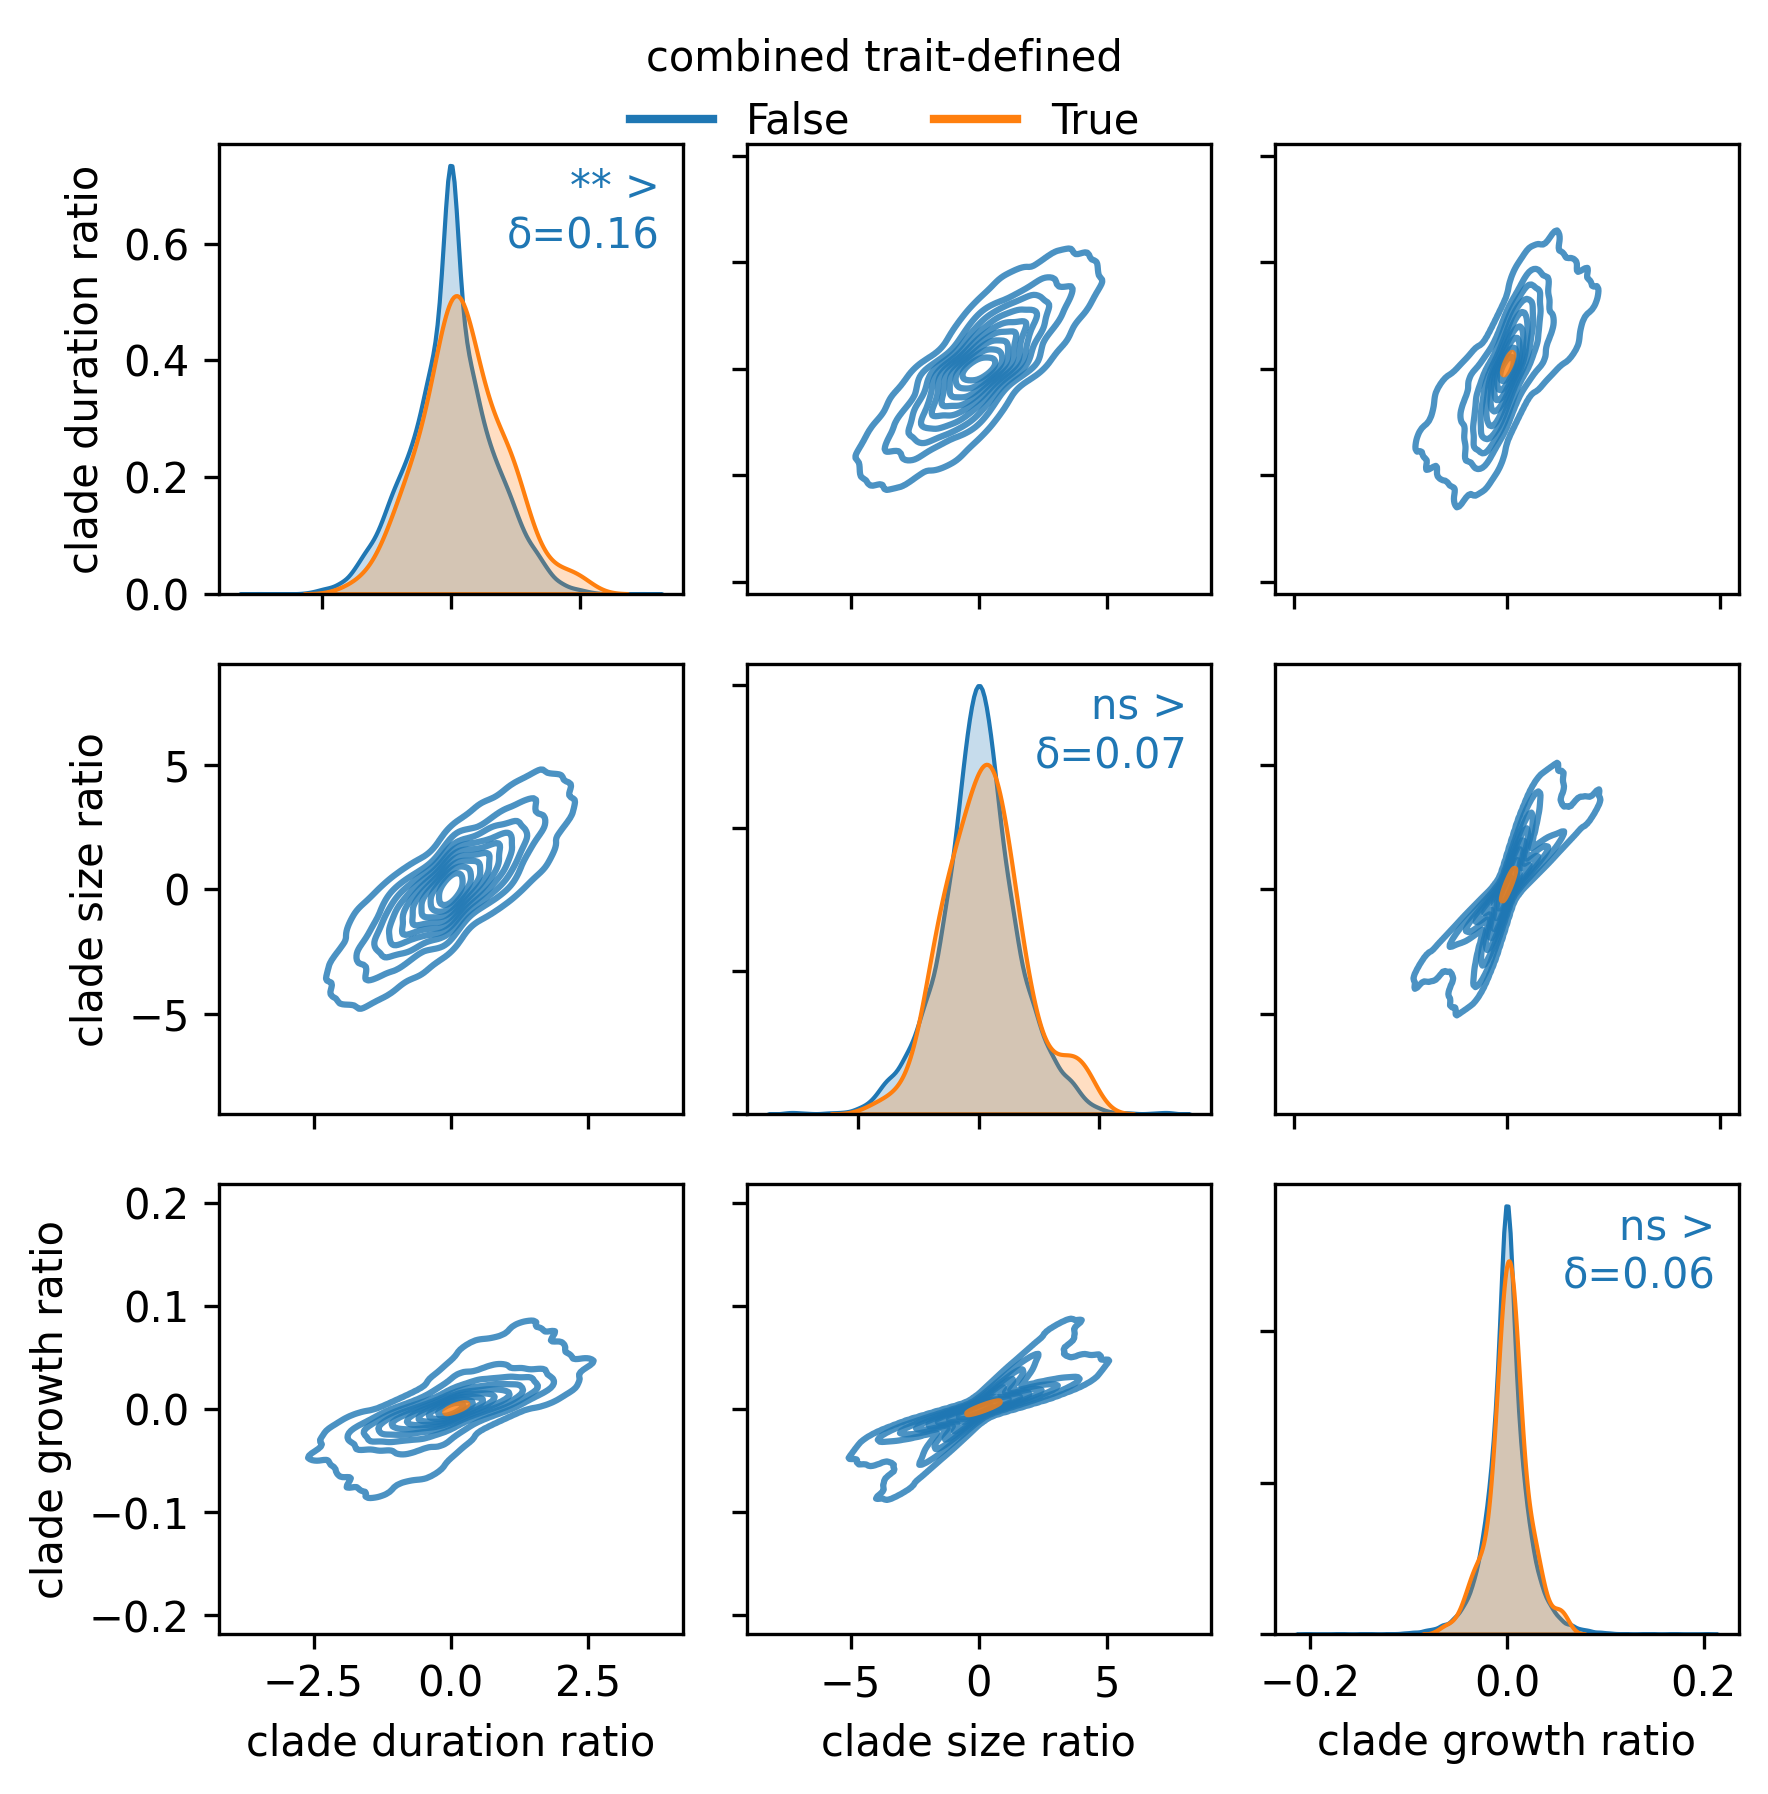 combined trait-defined
False
True
clade duration ratio
0.6
0.4
0.2
0.0
** >
δ=0.16
clade size ratio
5
0
−5
ns >
δ=0.07
clade growth ratio
0.2
0.1
0.0
−0.1
−0.2
ns >
δ=0.06
−2.5 0.0 2.5
−5 0 5
−0.2 0.0 0.2
clade duration ratio
clade size ratio
clade growth ratio